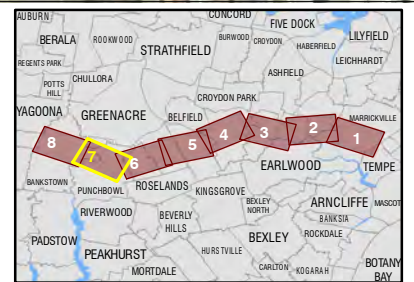 AUBURN
CONCORD
FIVE DOCK
BERALA
ROOKWOOD
STRATHFIELD
BURWOOD
CROYDON
HABERFIELD
LILYFIELD
REGENTS PARK
LEICHHARDT
CHULLORA
ASHFIELD
POTTS
HILL
CROYDON PARK
YAGOONA
GREENACRE
BELFIELD
MARRICKVILLE
8
7
6
5
4
3
2
1
EARLWOOD
TEMPE
BANKSTOWN
PUNCHBOWL
ROSELANDS
KINGSGROVE
BEXLEY
NORTH
ARNCLIFFE
MASCOT
RIVERWOOD
BEVERLY
HILLS
BANKSIA
ROCKDALE
PADSTOW
PEAKHURST
HURSTVILLE
BEXLEY
MORTDALE
CARLTON
KOGARAH
BOTANY
BAY